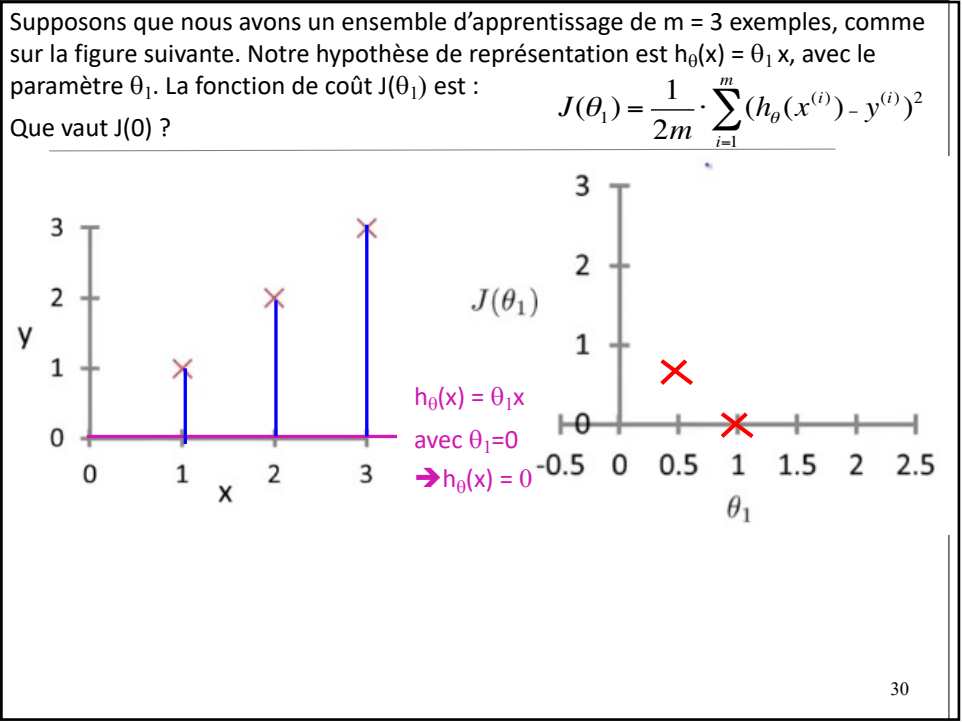 Supposons que nous avons un ensemble d’apprentissage de m = 3 exemples, comme
sur la figure suivante. Notre hypothèse de représentation est hθ(x) = θ₁ x, avec le
paramètre θ₁. La fonction de coût J(θ₁) est :
J(θ₁) = 1/2m · ∑ᵢ₌₁ᵐ (hθ(x⁽ⁱ⁾) - y⁽ⁱ⁾)²
Que vaut J(0) ?
3
2
y
1
0
0 1 2 3
x
hθ(x) = θ₁x
avec θ₁=0
➔hθ(x) = 0
3
2
J(θ₁)
1
0
-0.5 0 0.5 1 1.5 2 2.5
θ₁
30